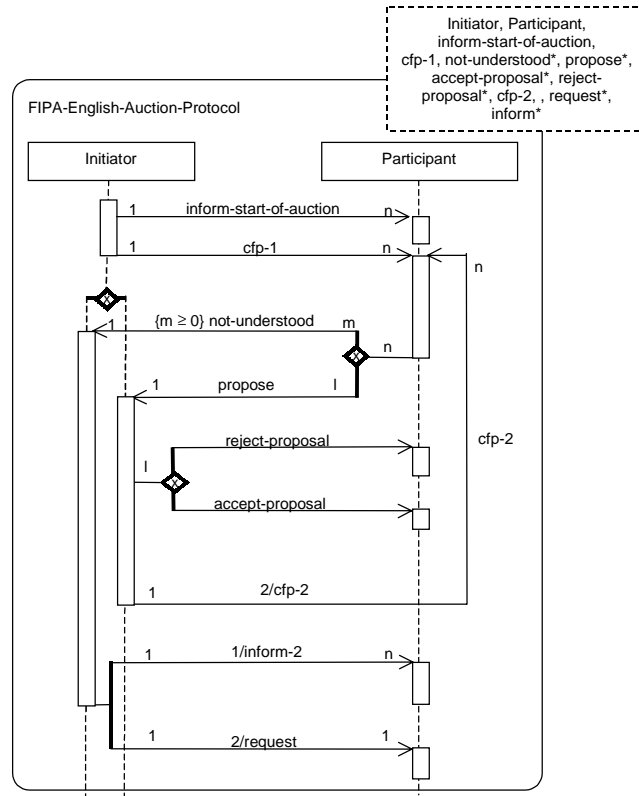 Initiator, Participant,
inform-start-of-auction,
cfp-1, not-understood*, propose*,
accept-proposal*, reject-
proposal*, cfp-2, , request*,
inform*
FIPA-English-Auction-Protocol
Initiator
Participant
1 inform-start-of-auction n
1 cfp-1 n
n
x
1 {m ≥ 0} not-understood m
x n
1 propose l
reject-proposal
cfp-2
l x
accept-proposal
1 2/cfp-2
1 1/inform-2 n
1 2/request 1